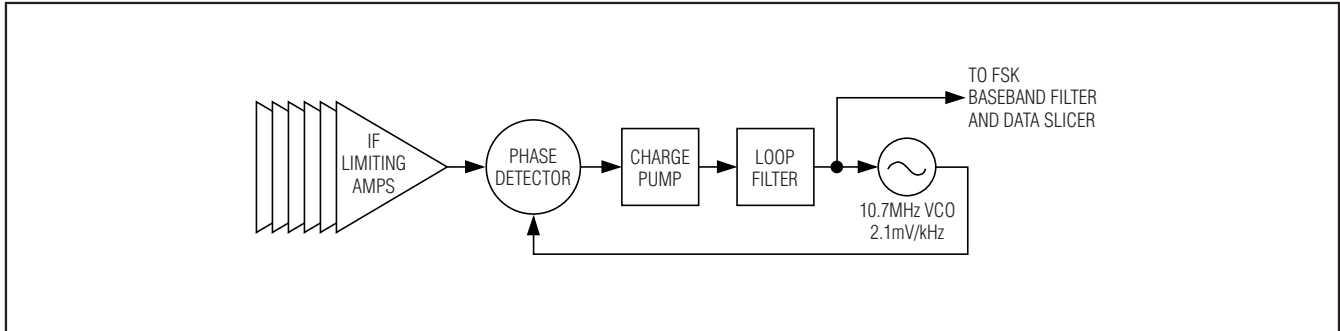 IF
LIMITING
AMPS
PHASE
DETECTOR
CHARGE
PUMP
LOOP
FILTER
TO FSK
BASEBAND FILTER
AND DATA SLICER
10.7MHz VCO
2.1mV/kHz